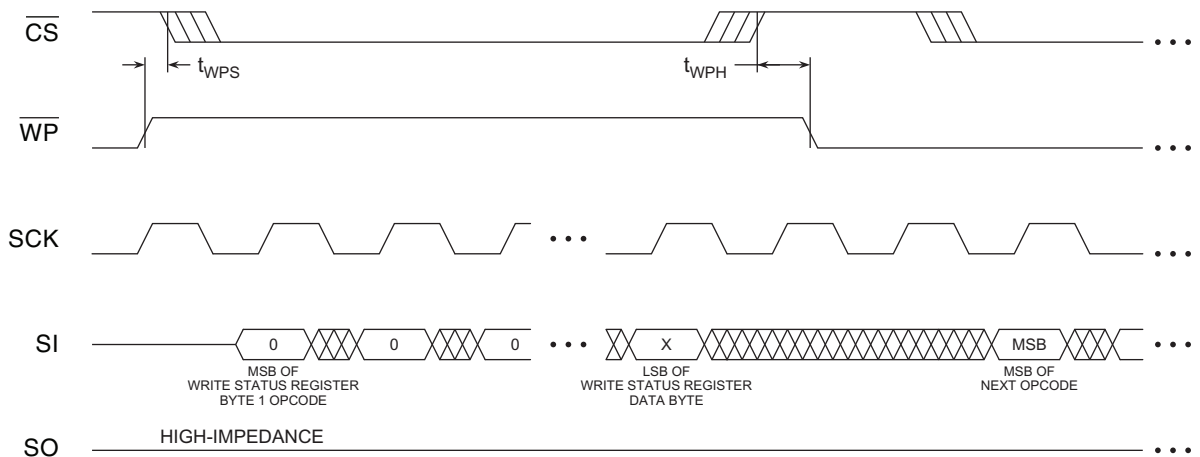 CS
• • •
tWPS
tWPH
WP
• • •
SCK
• • •
• • •
SI
0
0
0
• • •
X
MSB
• • •
MSB OF
WRITE STATUS REGISTER
BYTE 1 OPCODE
LSB OF
WRITE STATUS REGISTER
DATA BYTE
MSB OF
NEXT OPCODE
SO
HIGH-IMPEDANCE
• • •